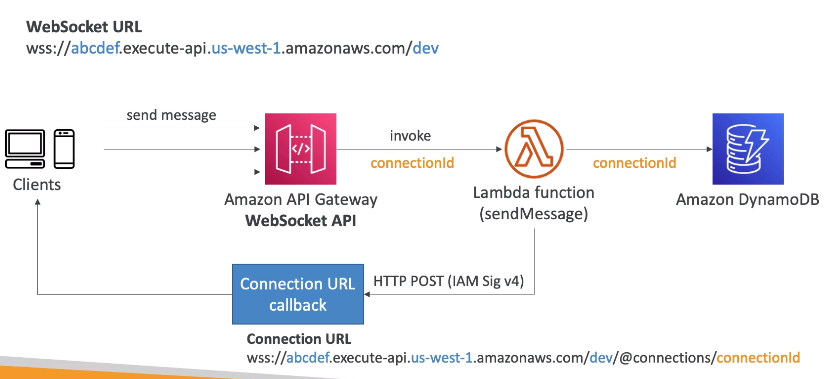 WebSocket URL
wss://abcdef.execute-api.us-west-1.amazonaws.com/dev
send message
invoke
connectionId
connectionId
Clients
Amazon API Gateway
WebSocket API
Lambda function
(sendMessage)
Amazon DynamoDB
Connection URL
callback
HTTP POST (IAM Sig v4)
Connection URL
wss://abcdef.execute-api.us-west-1.amazonaws.com/dev/@connections/connectionId